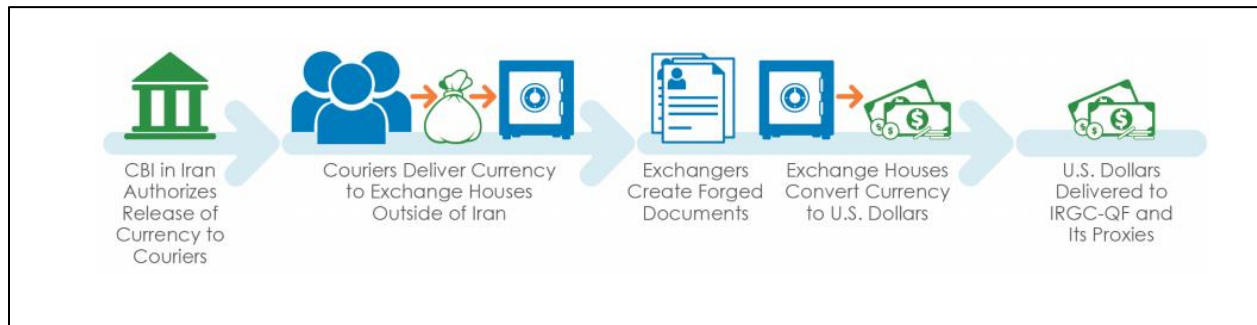 CBI in Iran
Authorizes
Release of
Currency to
Couriers
Couriers Deliver Currency
to Exchange Houses
Outside of Iran
Exchangers
Create Forged
Documents
Exchange Houses
Convert Currency
to U.S. Dollars
U.S. Dollars
Delivered to
IRGC-QF and
Its Proxies